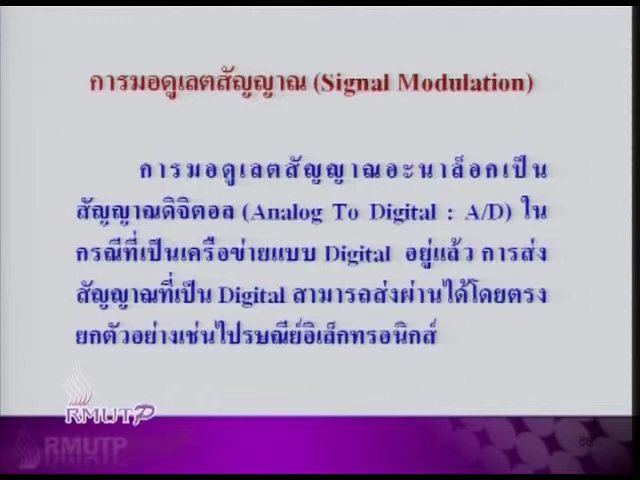 การมอดูเลตสัญญาณ (Signal Modulation)
การมอดูเลตสัญญาณอะนาล็อกเป็น
สัญญาณดิจิตอล (Analog To Digital : A/D) ใน
กรณีที่เป็นเครือข่ายแบบ Digital อยู่แล้ว การส่ง
สัญญาณที่เป็น Digital สามารถส่งผ่านได้โดยตรง
ยกตัวอย่างเช่นไปรษณีย์อิเล็กทรอนิกส์
RMUTP
RMUTP